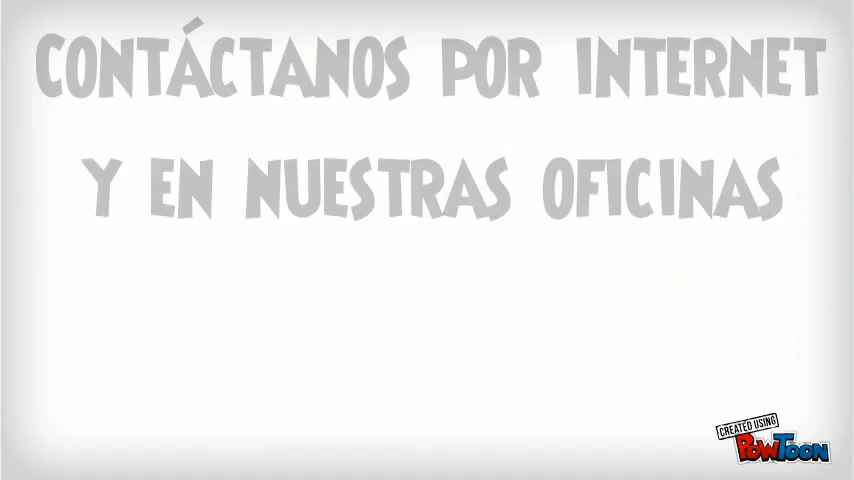 CONTÁCTANOS POR INTERNET
Y EN NUESTRAS OFICINAS
CREATED USING
POWTOON